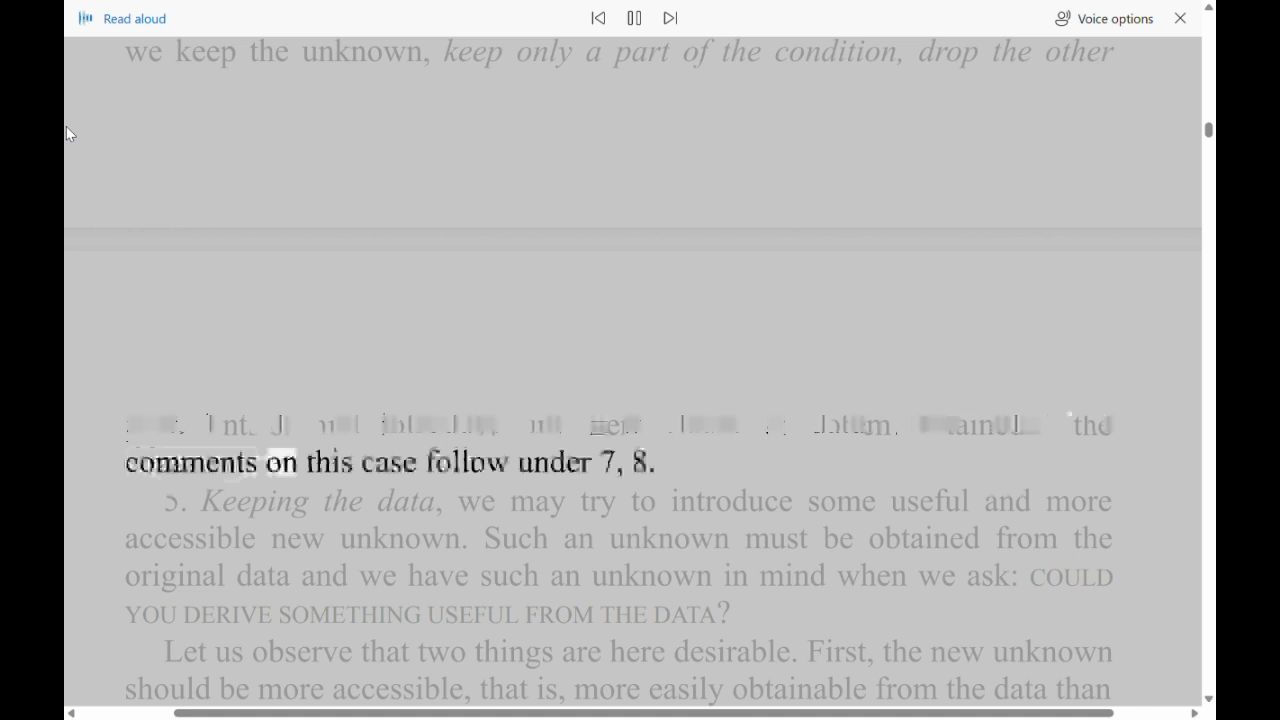 Read aloud
Voice options
we keep the unknown, keep only a part of the condition, drop the other
the
comments on this case follow under 7, 8.
5. Keeping the data, we may try to introduce some useful and more
accessible new unknown. Such an unknown must be obtained from the
original data and we have such an unknown in mind when we ask: COULD
YOU DERIVE SOMETHING USEFUL FROM THE DATA?
Let us observe that two things are here desirable. First, the new unknown
should be more accessible, that is, more easily obtainable from the data than